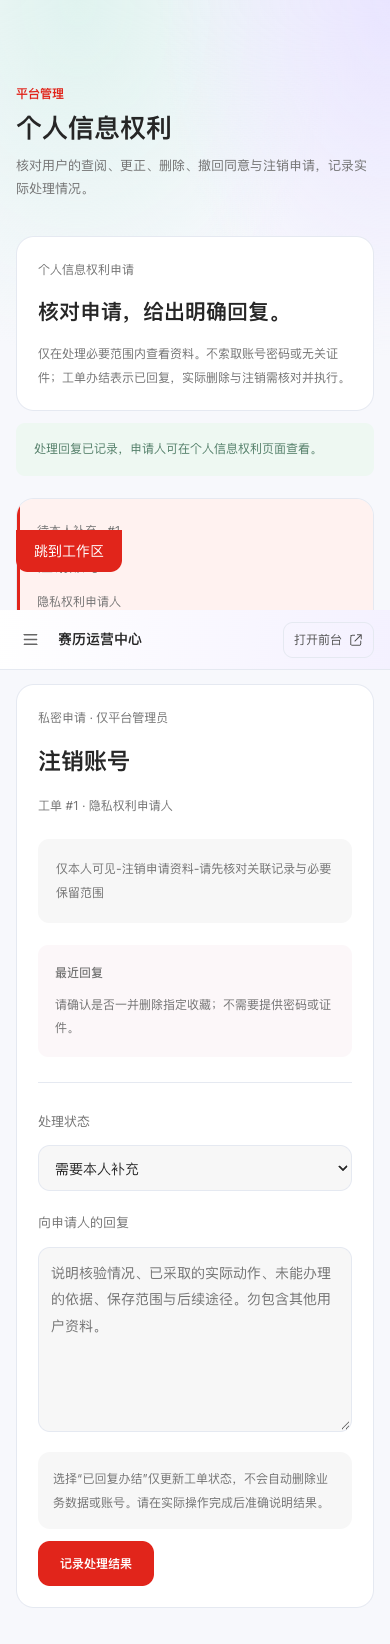 平台管理
个人信息权利
核对用户的查阅、更正、删除、撤回同意与注销申请，记录实
际处理情况。
个人信息权利申请
核对申请，给出明确回复。
仅在处理必要范围内查看资料。不索取账号密码或无关证
件；工单办结表示已回复，实际删除与注销需核对并执行。
处理回复已记录，申请人可在个人信息权利页面查看。
跳到工作区
隐私权利申请人
赛历运营中心
打开前台
私密申请 · 仅平台管理员
注销账号
工单 #1 · 隐私权利申请人
仅本人可见-注销申请资料-请先核对关联记录与必要
保留范围
最近回复
请确认是否一并删除指定收藏；不需要提供密码或证
件。
处理状态
需要本人补充
向申请人的回复
说明核验情况、已采取的实际动作、未能办理
的依据、保存范围与后续途径。勿包含其他用
户资料。
选择“已回复办结”仅更新工单状态，不会自动删除业
务数据或账号。请在实际操作完成后准确说明结果。
记录处理结果